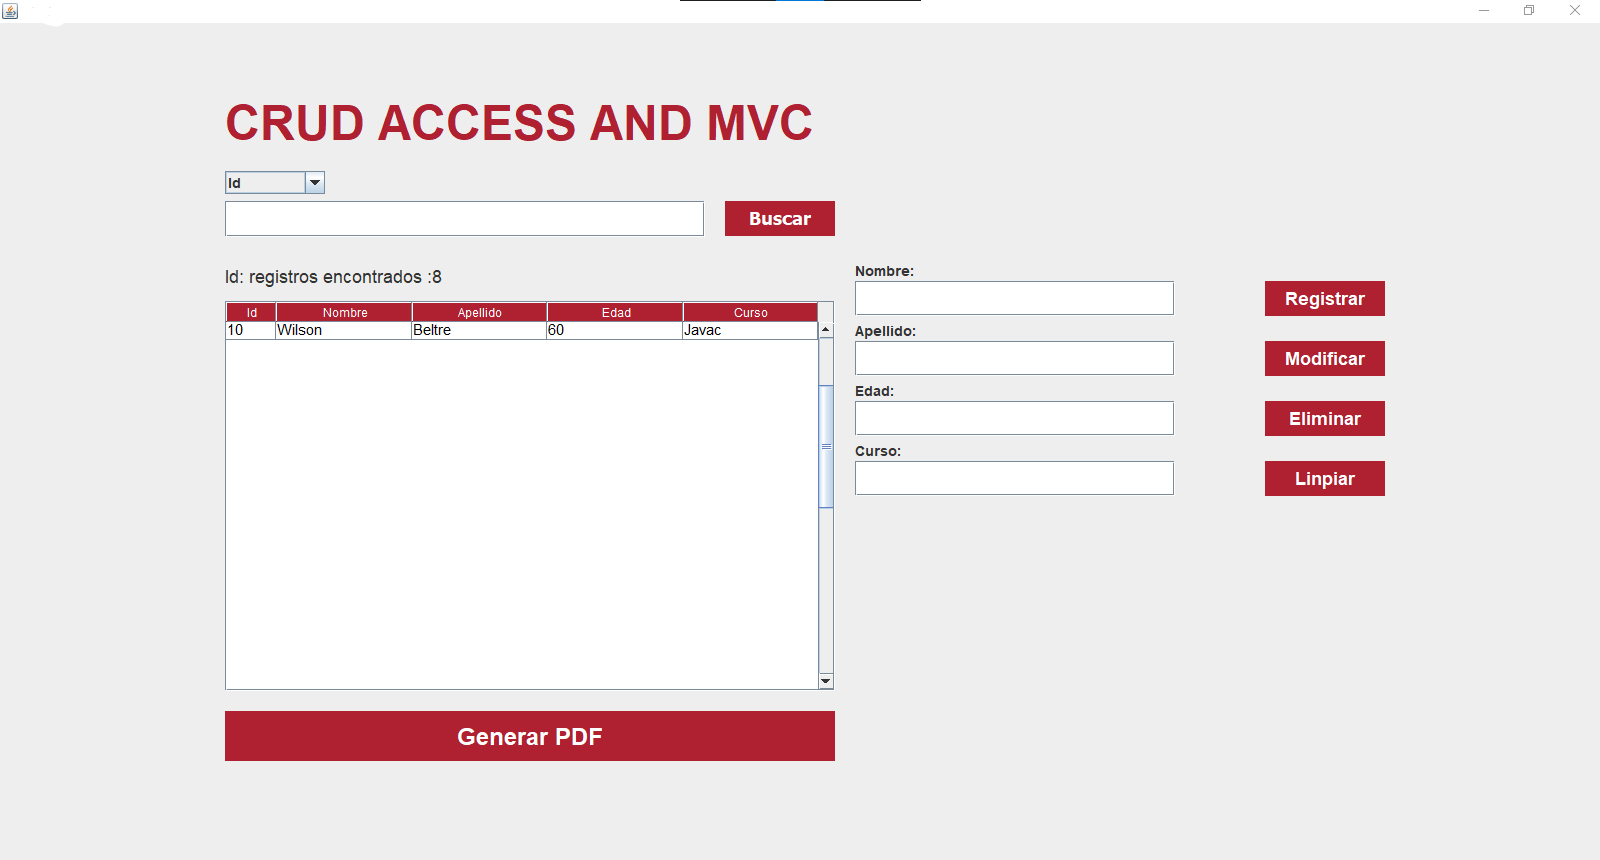 CRUD ACCESS AND MVC
Id
Buscar
Id: registros encontrados :8
Id Nombre Apellido Edad Curso
10 Wilson Beltre 60 Javac
Nombre:
Registrar
Apellido:
Modificar
Edad:
Eliminar
Curso:
Linpiar
Generar PDF